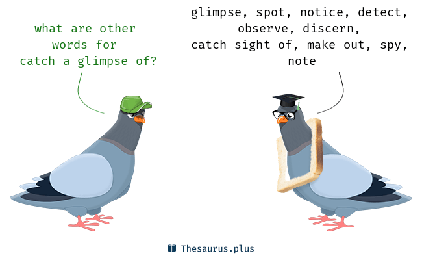 what are other
words for
catch a glimpse of?
glimpse, spot, notice, detect,
observe, discern,
catch sight of, make out, spy,
note
Thesaurus.plus